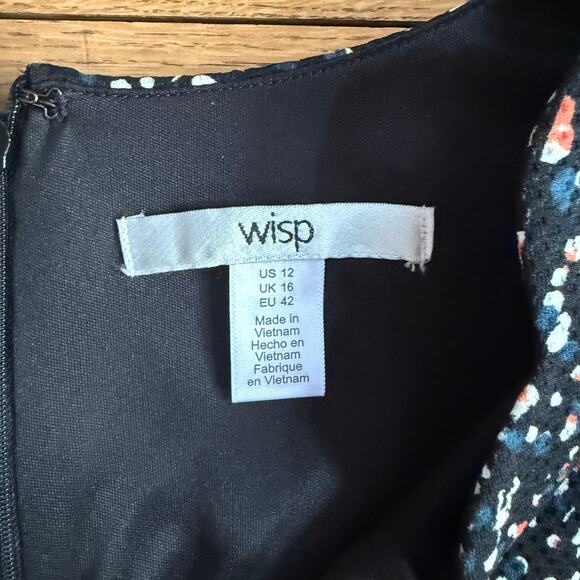 wisp
US 12
UK 16
EU 42
Made in
Vietnam
Hecho en
Vietnam
Fabrique
en Vietnam